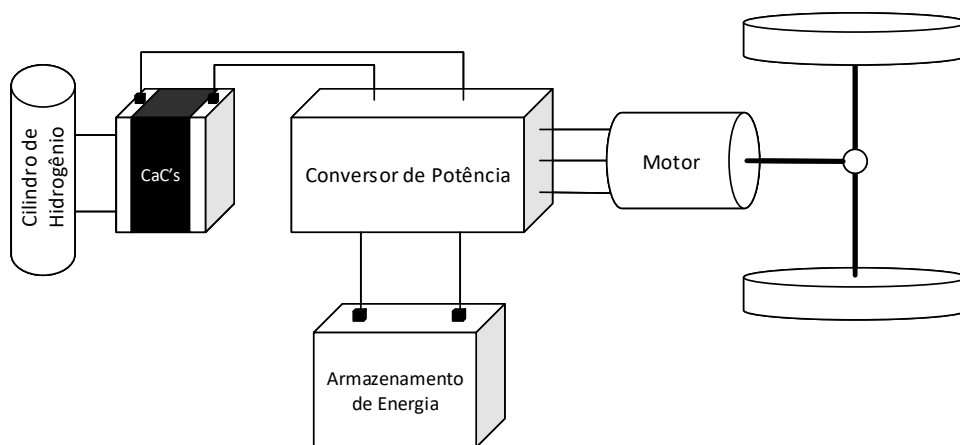 Cilindro de
Hidrogênio
CaC's
Conversor de Potência
Motor
Armazenamento
de Energia